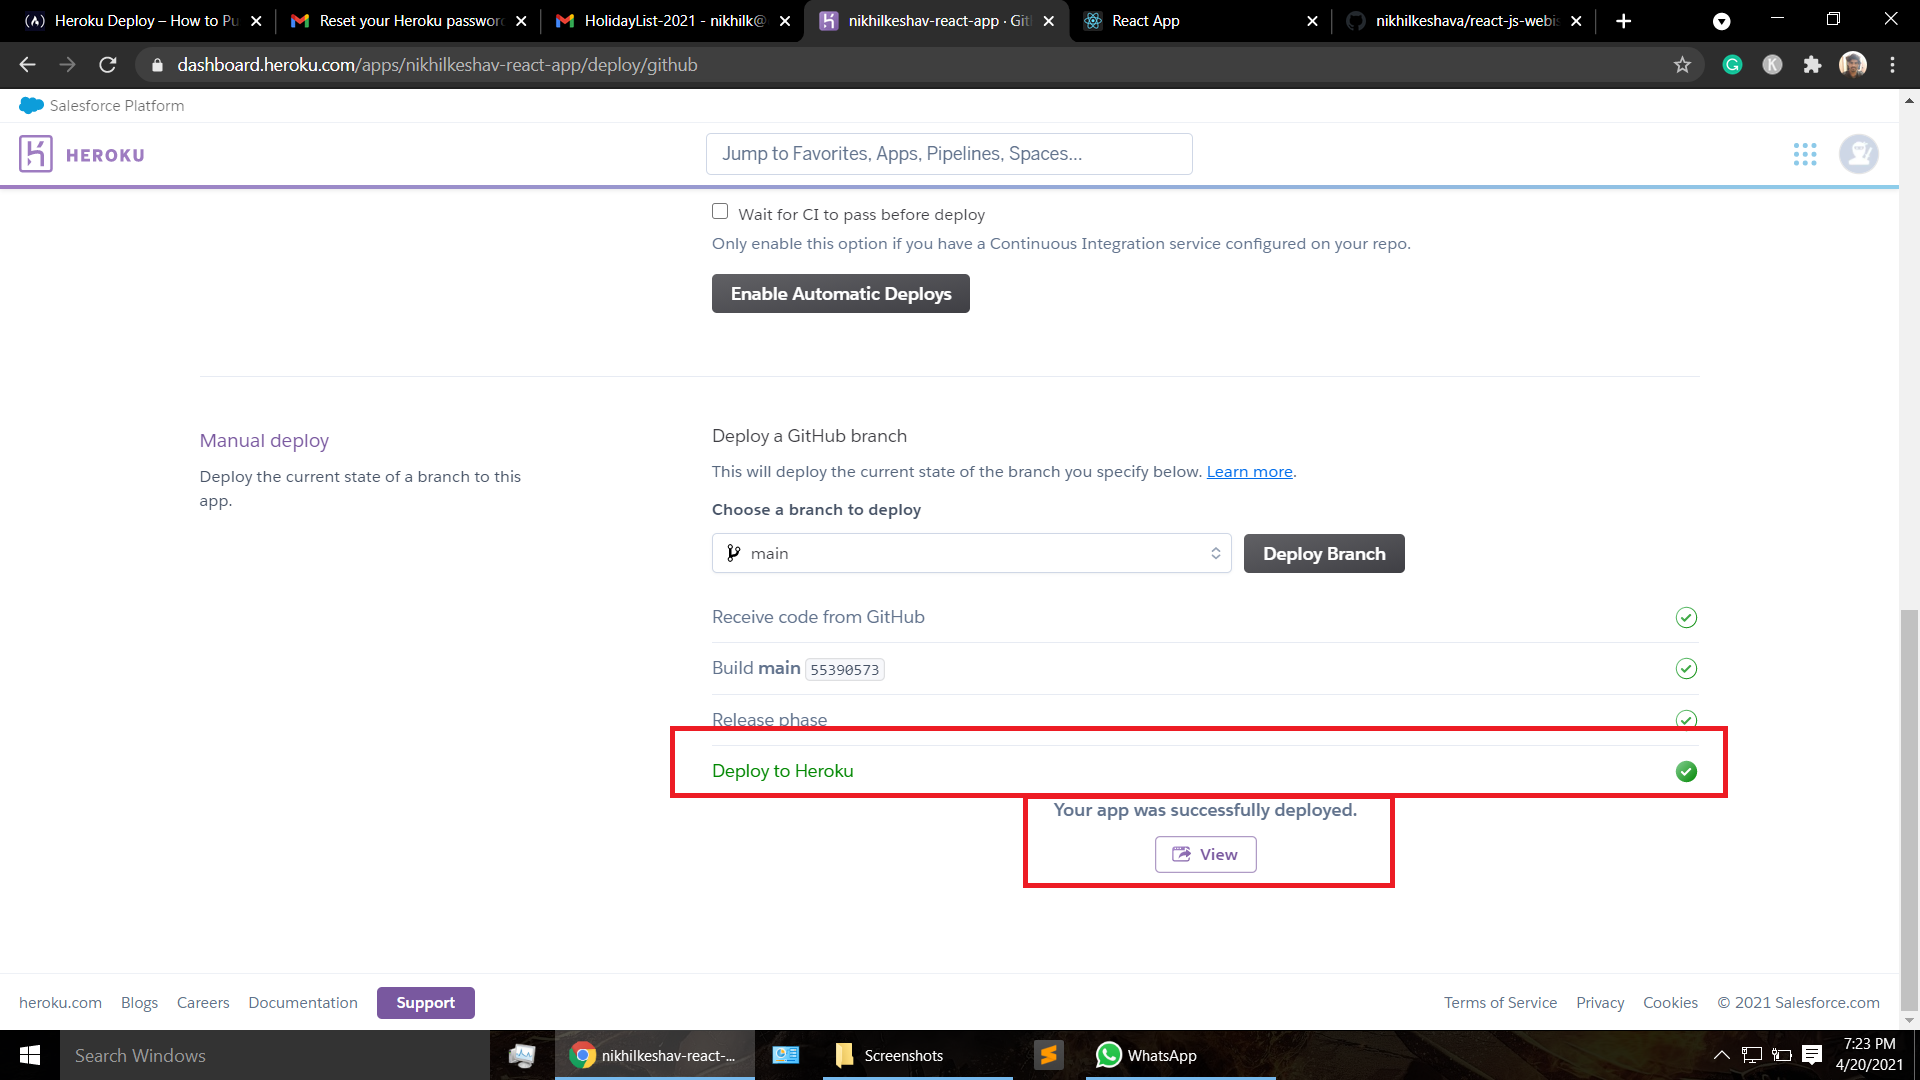 Heroku Deploy – How to Pu
Reset your Heroku password
HolidayList-2021 - nikhilk@
nikhilkeshav-react-app · Git
React App
nikhilkeshava/react-js-webis
dashboard.heroku.com/apps/nikhilkeshav-react-app/deploy/github
Salesforce Platform
HEROKU
Jump to Favorites, Apps, Pipelines, Spaces...
Wait for CI to pass before deploy
Only enable this option if you have a Continuous Integration service configured on your repo.
Enable Automatic Deploys
Manual deploy
Deploy the current state of a branch to this
app.
Deploy a GitHub branch
This will deploy the current state of the branch you specify below. Learn more.
Choose a branch to deploy
main
Deploy Branch
Receive code from GitHub
Build main 55390573
Release phase
Deploy to Heroku
Your app was successfully deployed.
View
heroku.com Blogs Careers Documentation Support
Terms of Service Privacy Cookies © 2021 Salesforce.com
Search Windows
nikhilkeshav-react-...
Screenshots
WhatsApp
7:23 PM
4/20/2021